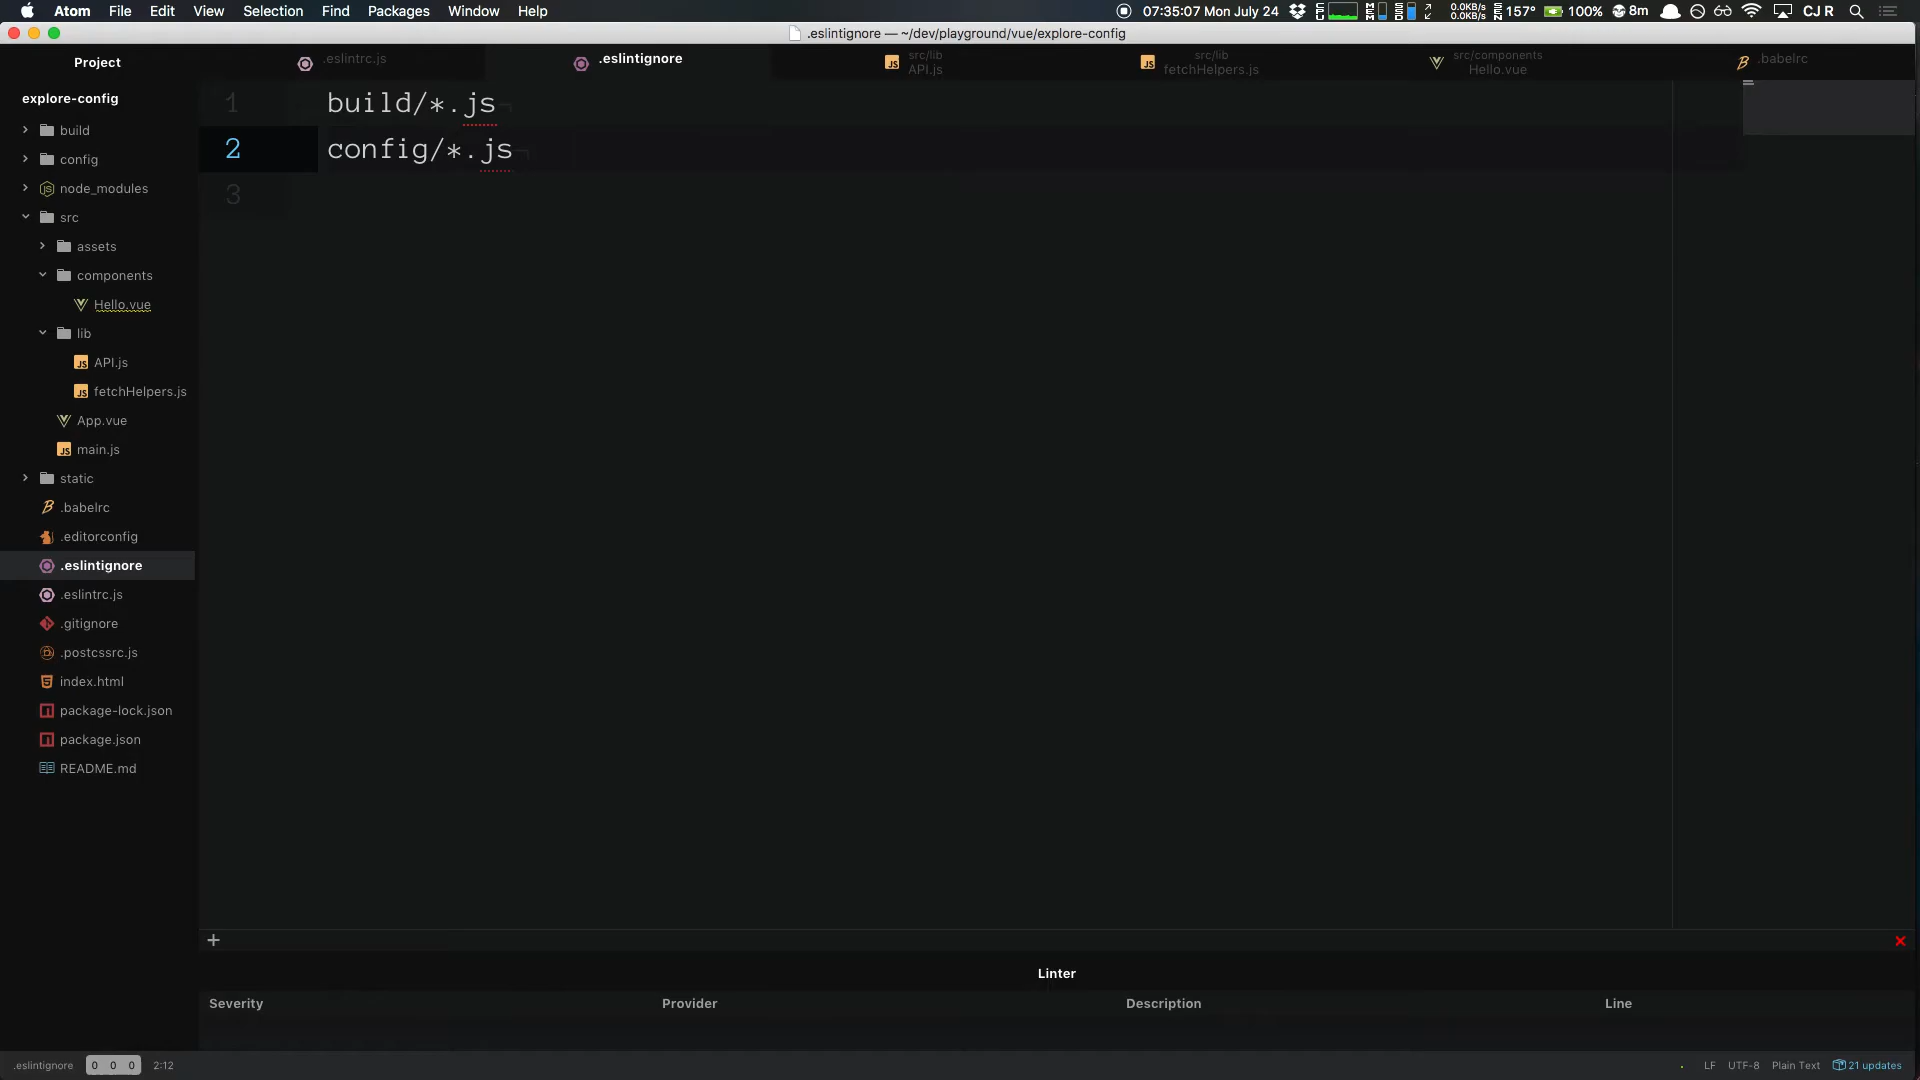 Atom File Edit View Selection Find Packages Window Help
07:35:07 Mon July 24
0.0KB/s
0.0KB/s
157° 100% 8m CJ R
.eslintignore — ~/dev/playground/vue/explore-config
Project
.eslintrc.js
.eslintignore
src/lib
API.js
src/lib
fetchHelpers.js
src/components
Hello.vue
.babelrc
explore-config
build
config
node_modules
src
assets
components
Hello.vue
lib
API.js
fetchHelpers.js
App.vue
main.js
static
.babelrc
.editorconfig
.eslintignore
.eslintrc.js
.gitignore
.postcssrc.js
index.html
package-lock.json
package.json
README.md
1 build/*.js
2 config/*.js
3
Linter
Severity Provider Description Line
.eslintignore 0 0 0 2:12
LF UTF-8 Plain Text 21 updates